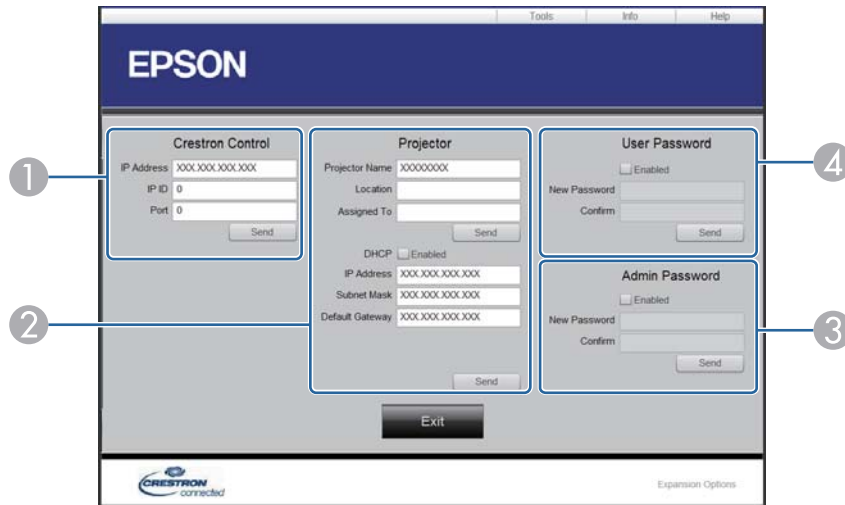 Tools Info Help
EPSON
Crestron Control
IP Address XXX.XXX.XXX.XXX
IP ID 0
Port 0
Send
1
Projector
Projector Name XXXXXXXX
Location
Assigned To
Send
DHCP Enabled
IP Address XXX.XXX.XXX.XXX
Subnet Mask XXX.XXX.XXX.XXX
Default Gateway XXX.XXX.XXX.XXX
Send
2
User Password
Enabled
New Password
Confirm
Send
4
Admin Password
Enabled
New Password
Confirm
Send
3
Exit
CRESTRON
connected
Expansion Options